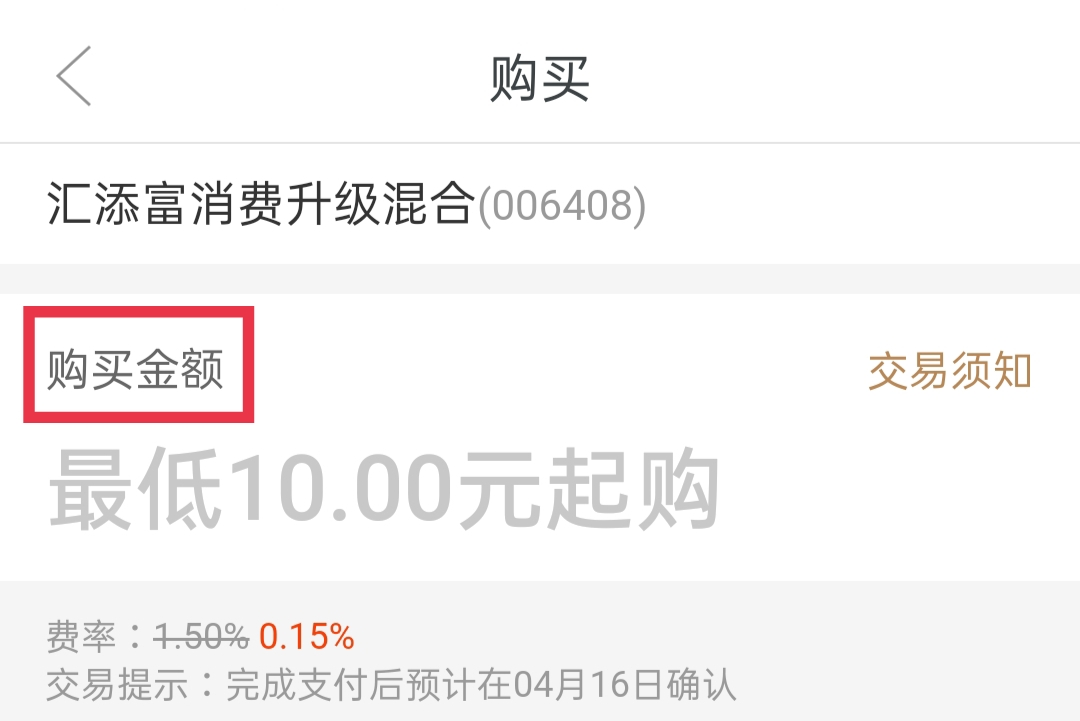 购买
汇添富消费升级混合(006408)
购买金额
交易须知
最低10.00元起购
费率：1.50% 0.15%
交易提示：完成支付后预计在04月16日确认